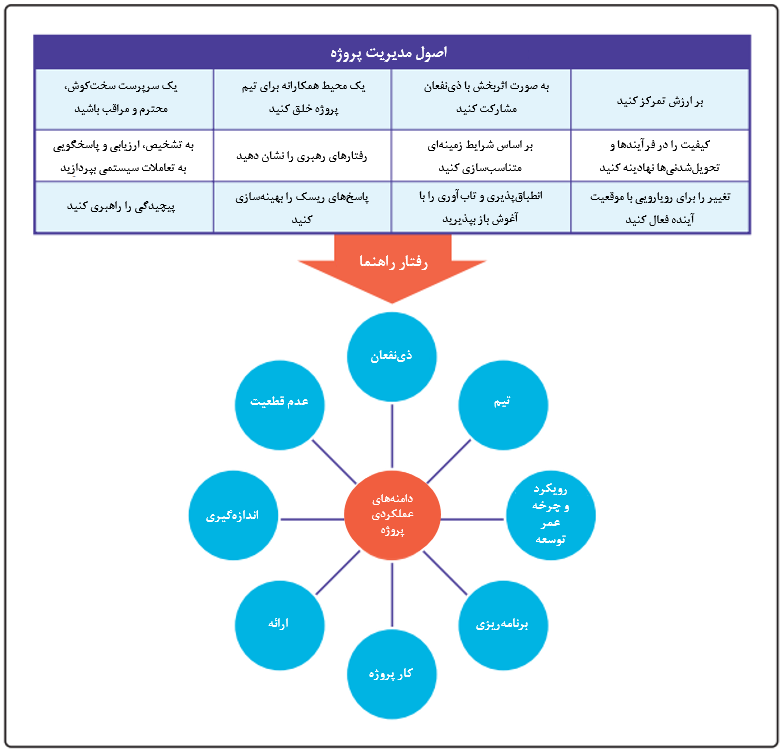 اصول مدیریت پروژه
یک سرپرست سخت‌کوش،
محترم و مراقب باشید
یک محیط همکارانه برای تیم
پروژه خلق کنید
به صورت اثربخش با ذی‌نفعان
مشارکت کنید
بر ارزش تمرکز کنید
به تشخیص، ارزیابی و پاسخگویی
به تعاملات سیستمی بپردازید
رفتارهای رهبری را نشان دهید
بر اساس شرایط زمینه‌ای
متناسب‌سازی کنید
کیفیت را در فرآیندها و
تحویل‌شدنی‌ها نهادینه کنید
پیچیدگی را راهبری کنید
پاسخ‌های ریسک را بهینه‌سازی
کنید
انطباق‌پذیری و تاب‌آوری را با
آغوش باز بپذیرید
تغییر را برای رویارویی با موقعیت
آینده فعال کنید
رفتار راهنما
ذی‌نفعان
تیم
رویکرد
و چرخه
عمر
توسعه
برنامه‌ریزی
کار پروژه
ارائه
اندازه‌گیری
عدم قطعیت
دامنه‌های
عملکردی
پروژه